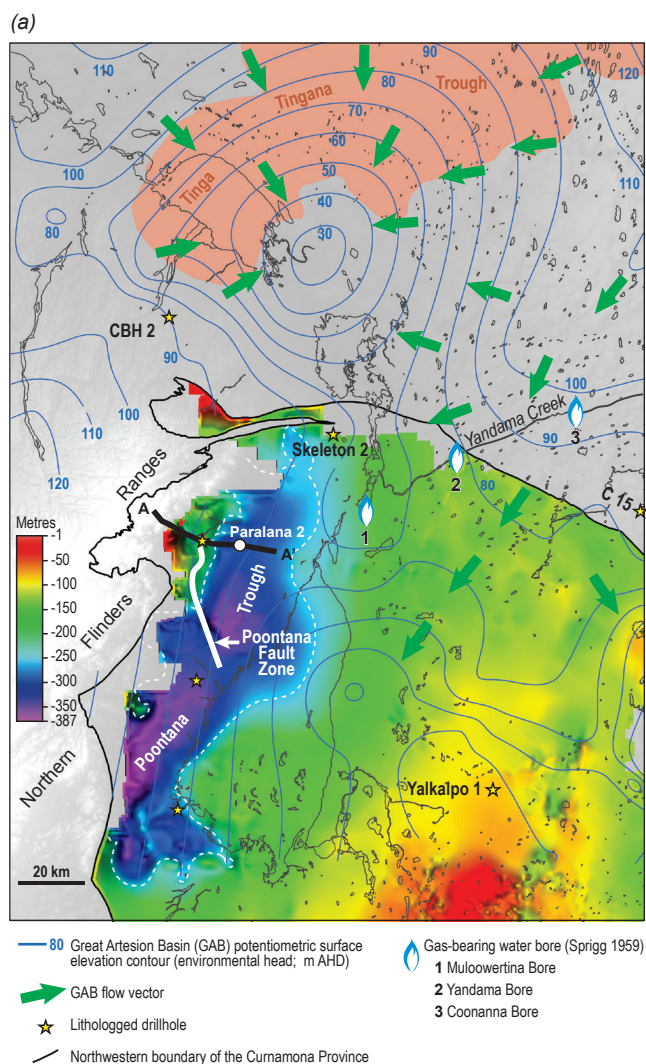 (a)
110
90
120
Tingana
Trough
80
70
60
100
50
110
Tinga
40
80
30
CBH 2
90
100
100
Yandama Creek
90
3
110
Skeleton 2
2
80
120
Ranges
C 15
Metres
1
-50
-100
-150
-200
-250
-300
-350
-387
A
Paralana 2
A'
1
Flinders
Trough
Poontana
Fault
Zone
Poontana
Northern
Yalkalpo 1
20 km
80 Great Artesion Basin (GAB) potentiometric surface
elevation contour (environmental head; m AHD)
GAB flow vector
Lithologged drillhole
Northwestern boundary of the Curnamona Province
Gas-bearing water bore (Sprigg 1959)
1 Muloowertina Bore
2 Yandama Bore
3 Coonanna Bore